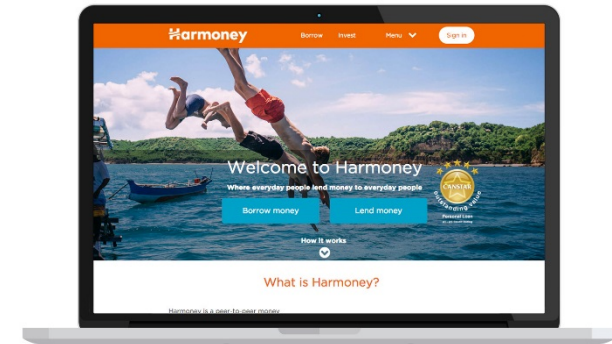 Harmoney
Borrow
Invest
Menu
Sign in
Welcome to Harmoney
Where everyday people lend money to everyday people
Borrow money
Lend money
CANSTAR
outstanding value
Personal Loan
How it works
What is Harmoney?
Harmoney is a peer-to-peer money